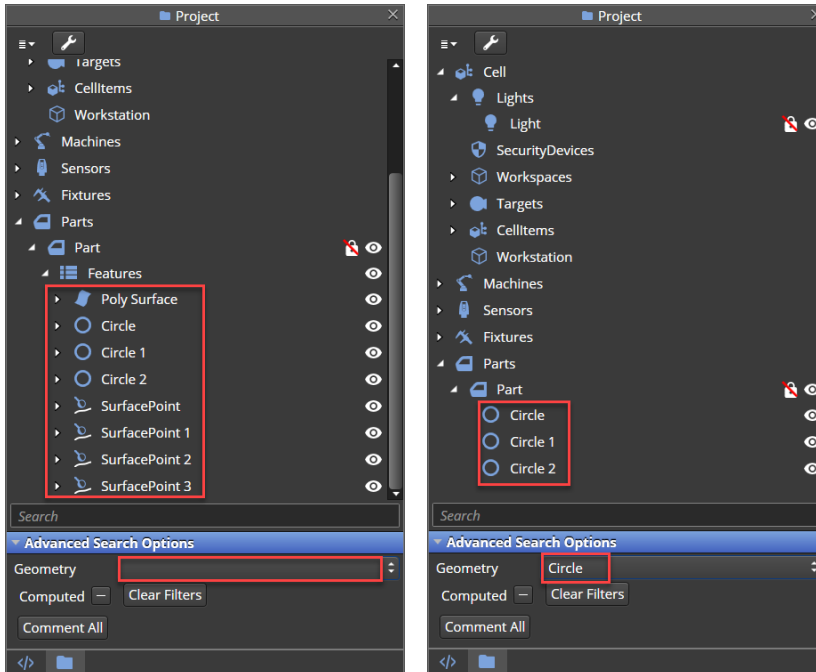 Project
Targets
CellItems
Workstation
Machines
Sensors
Fixtures
Parts
Part
Features
Poly Surface
Circle
Circle 1
Circle 2
SurfacePoint
SurfacePoint 1
SurfacePoint 2
SurfacePoint 3
Search
Advanced Search Options
Geometry
Computed Clear Filters
Comment All
Project
Cell
Lights
Light
SecurityDevices
Workspaces
Targets
CellItems
Workstation
Machines
Sensors
Fixtures
Parts
Part
Circle
Circle 1
Circle 2
Search
Advanced Search Options
Geometry Circle
Computed Clear Filters
Comment All